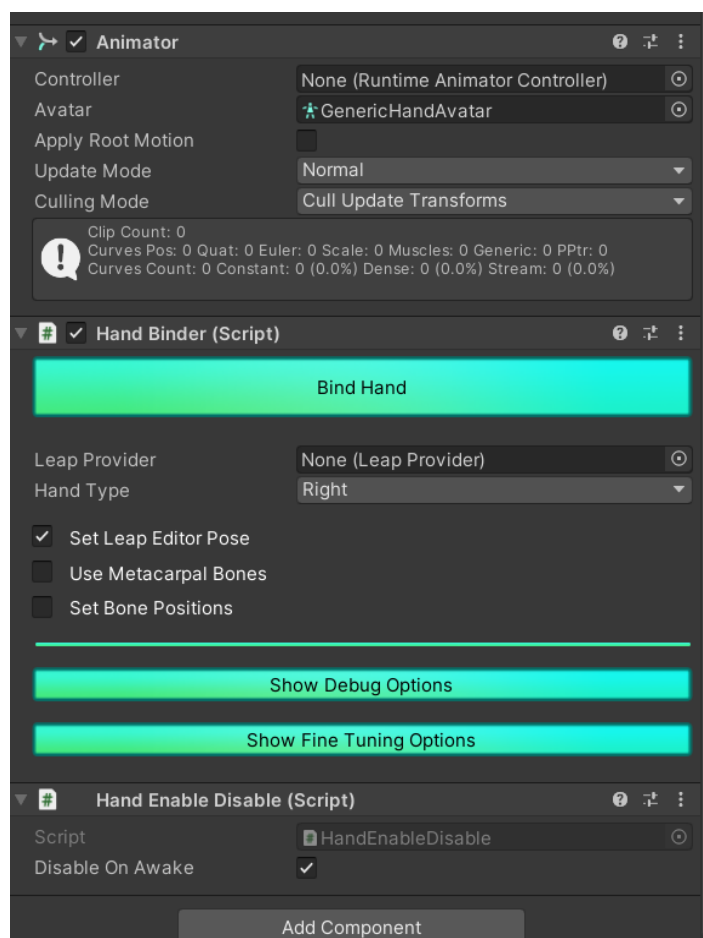 Animator
Controller None (Runtime Animator Controller)
Avatar GenericHandAvatar
Apply Root Motion
Update Mode Normal
Culling Mode Cull Update Transforms
Clip Count: 0
Curves Pos: 0 Quat: 0 Euler: 0 Scale: 0 Muscles: 0 Generic: 0 PPtr: 0
Curves Count: 0 Constant: 0 (0.0%) Dense: 0 (0.0%) Stream: 0 (0.0%)
# Hand Binder (Script)
Bind Hand
Leap Provider None (Leap Provider)
Hand Type Right
Set Leap Editor Pose
Use Metacarpal Bones
Set Bone Positions
Show Debug Options
Show Fine Tuning Options
# Hand Enable Disable (Script)
Script # HandEnableDisable
Disable On Awake
Add Component